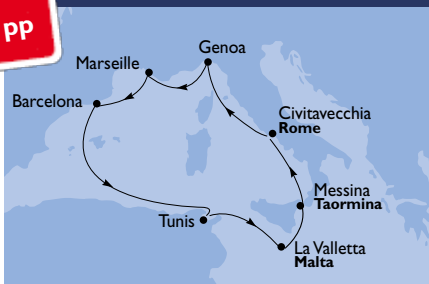 PP
Genoa
Marseille
Barcelona
Civitavecchia
Rome
Messina
Taormina
Tunis
La Valletta
Malta